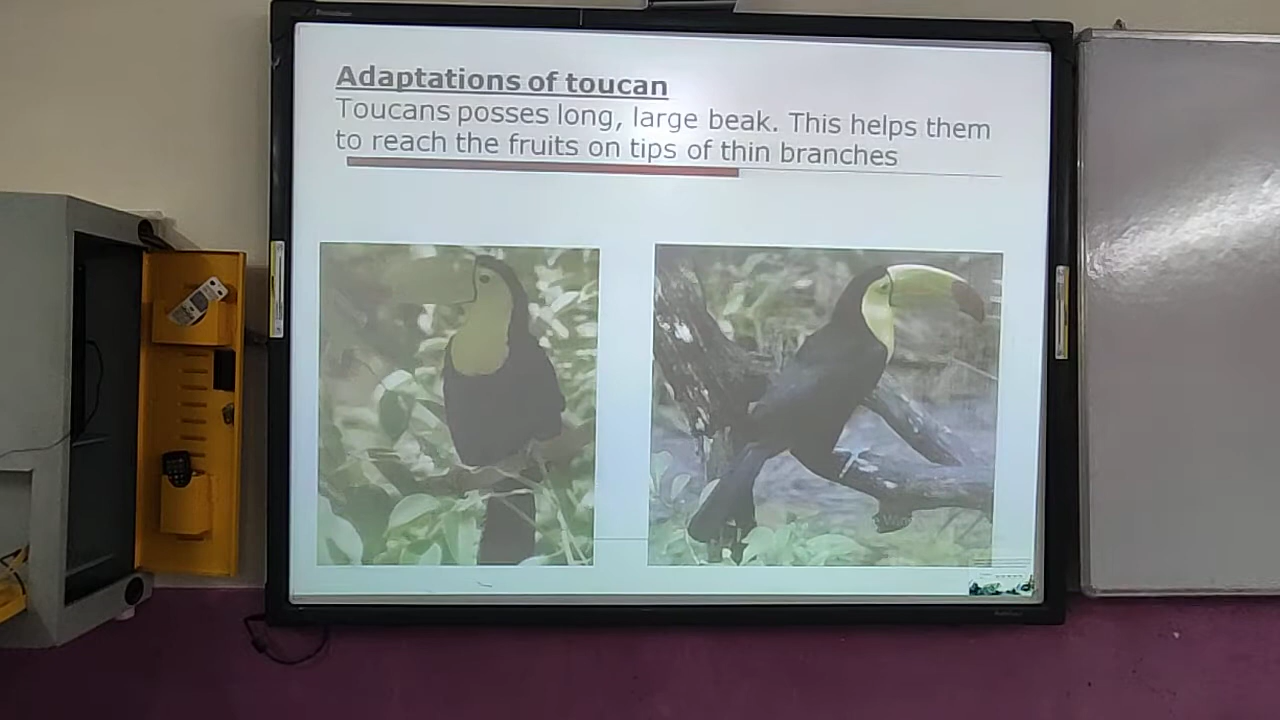 Adaptations of toucan
Toucans posses long, large beak. This helps them
to reach the fruits on tips of thin branches